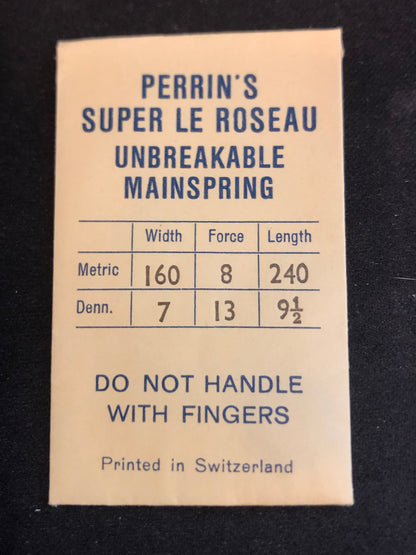 PERRIN'S
SUPER LE ROSEAU
UNBREAKABLE
MAINSPRING
Width Force Length
Metric 160 8 240
Denn. 7 13 9½
DO NOT HANDLE
WITH FINGERS
Printed in Switzerland